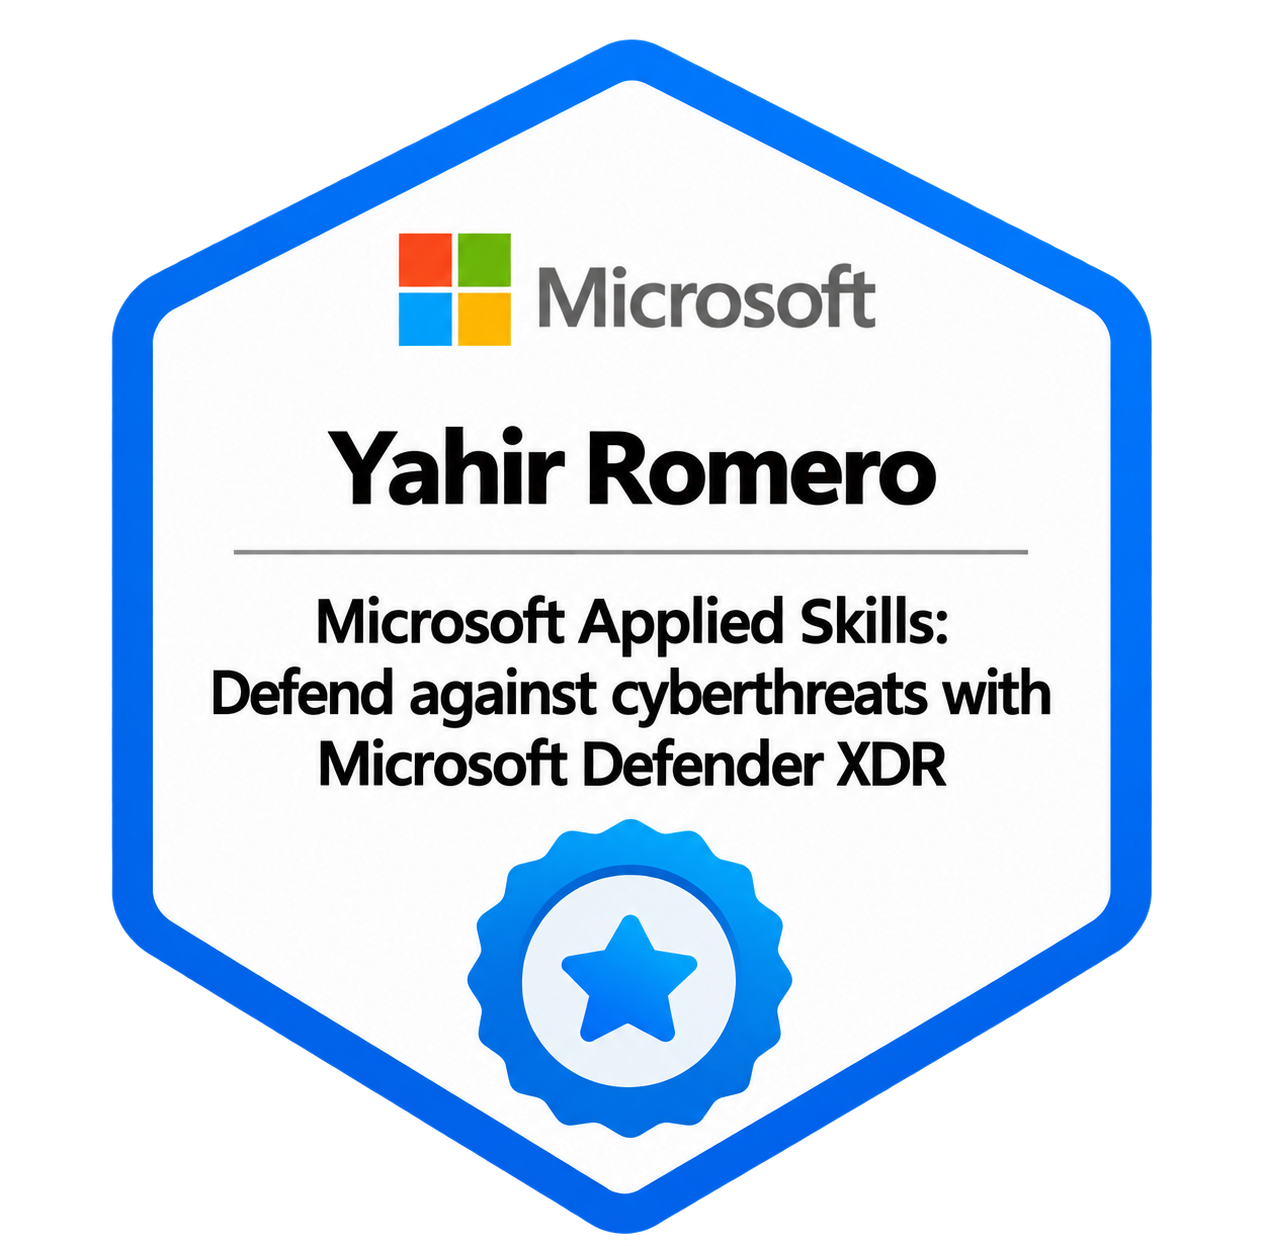 Microsoft
Yahir Romero
Microsoft Applied Skills:
Defend against cyberthreats with
Microsoft Defender XDR